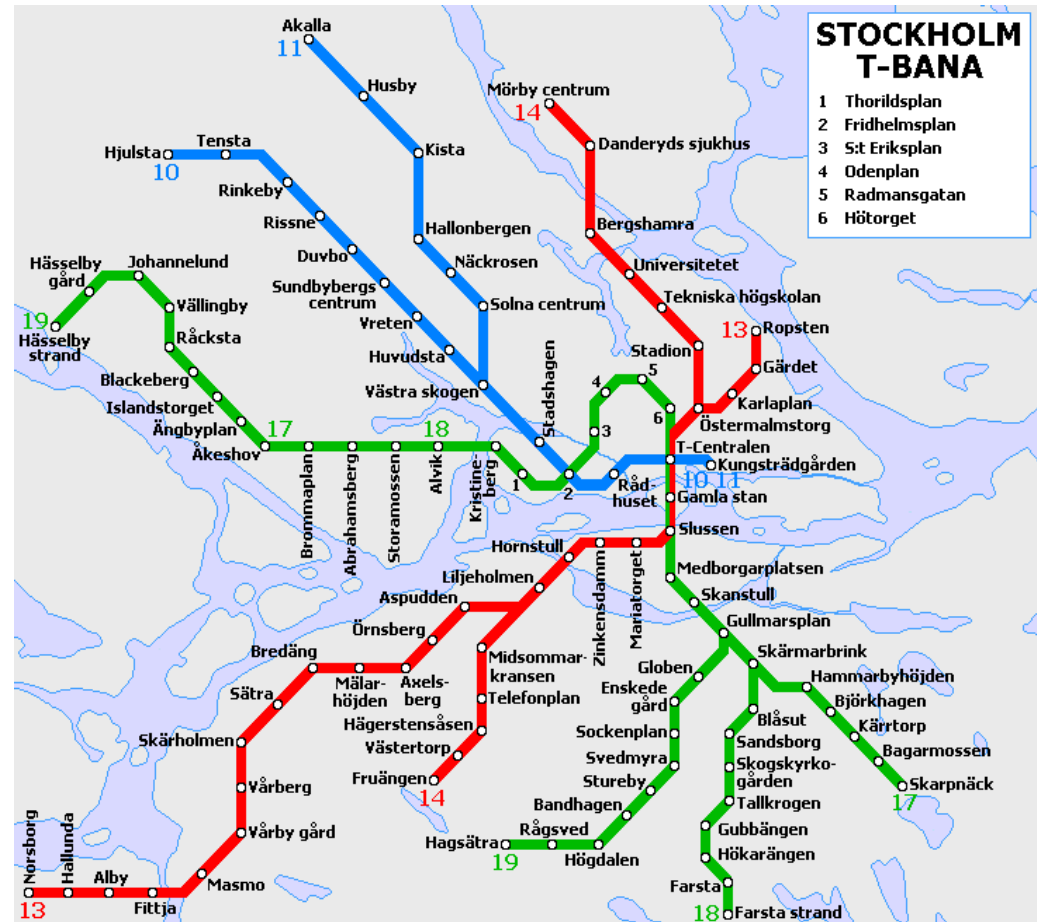 STOCKHOLM
T-BANA
1 Thorildsplan
2 Fridhelmsplan
3 S:t Eriksplan
4 Odenplan
5 Radmansgatan
6 Hötorget
Akalla
11
Husby
Kista
Hallonbergen
Näckrosen
Solna centrum
Hjulsta
10
Tensta
Rinkeby
Rissne
Duvbo
Sundbybergs
centrum
Vreten
Huvudsta
Västra skogen
Stadshagen
Mörby centrum
14
Danderyds sjukhus
Bergshamra
Universitetet
Tekniska högskolan
Stadion
13
Ropsten
Gärdet
Karlaplan
Östermalmstorg
T-Centralen
Kungsträdgården
10 11
Råd-
huset
Gamla stan
Slussen
Hässelby
gård
Johannelund
19
Hässelby
strand
Vällingby
Råcksta
Blackeberg
Islandstorget
Ängbyplan
Åkeshov
17
Brommaplan
Abrahamsberg
Storamossen
18
Alvik
Kristine-
berg
1
2
3
4
5
6
Medborgarplatsen
Skanstull
Gullmarsplan
Skärmarbrink
Hammarbyhöjden
Björkhagen
Kärrtorp
Bagarmossen
Skarpnäck
17
Globen
Enskede
gård
Sockenplan
Svedmyra
Stureby
Bandhagen
Högdalen
Rågsved
Hagsätra
19
Blåsut
Sandsborg
Skogskyrko-
gården
Tallkrogen
Gubbängen
Hökarängen
Farsta
18
Farsta strand
Mariatorget
Zinkensdamm
Hornstull
Liljeholmen
Aspudden
Örnsberg
Axels-
berg
Mälar-
höjden
Bredäng
Sätra
Skärholmen
Vårberg
Vårby gård
Masmo
Fittja
Alby
Hallunda
Norsborg
13
Midsommar-
kransen
Telefonplan
Hägerstensåsen
Västertorp
Fruängen
14